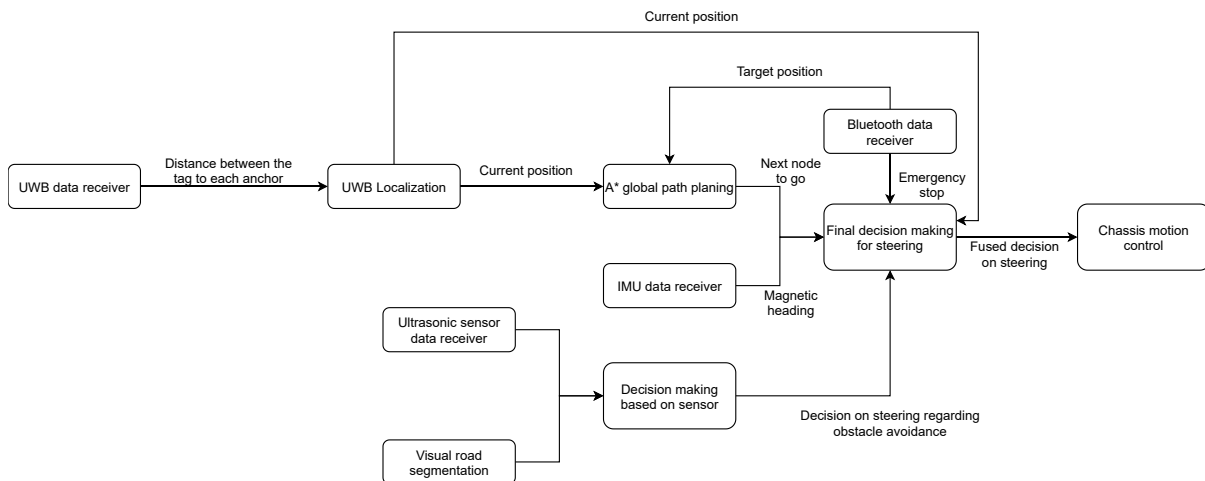 Current position
Target position
Bluetooth data
receiver
Distance between the
tag to each anchor
UWB data receiver
UWB Localization
Current position
A* global path planing
Next node
to go
Emergency
stop
Final decision making
for steering
Fused decision
on steering
Chassis motion
control
IMU data receiver
Magnetic
heading
Ultrasonic sensor
data receiver
Decision making
based on sensor
Decision on steering regarding
obstacle avoidance
Visual road
segmentation